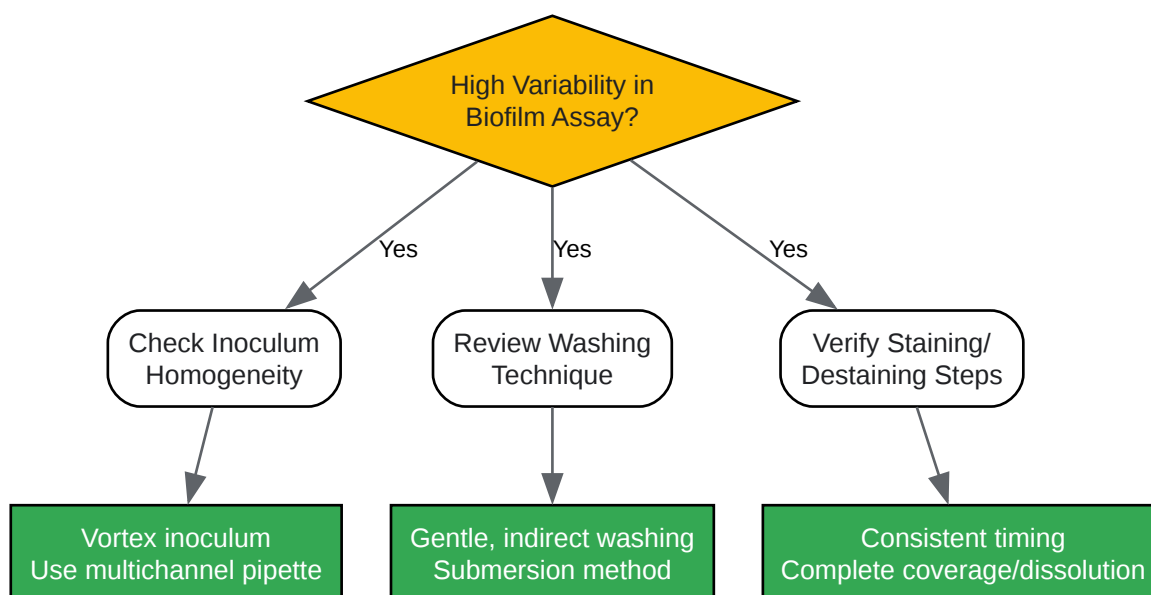 High Variability in
Biofilm Assay?
Yes
Yes
Yes
Check Inoculum
Homogeneity
Review Washing
Technique
Verify Staining/
Destaining Steps
Vortex inoculum
Use multichannel pipette
Gentle, indirect washing
Submersion method
Consistent timing
Complete coverage/dissolution